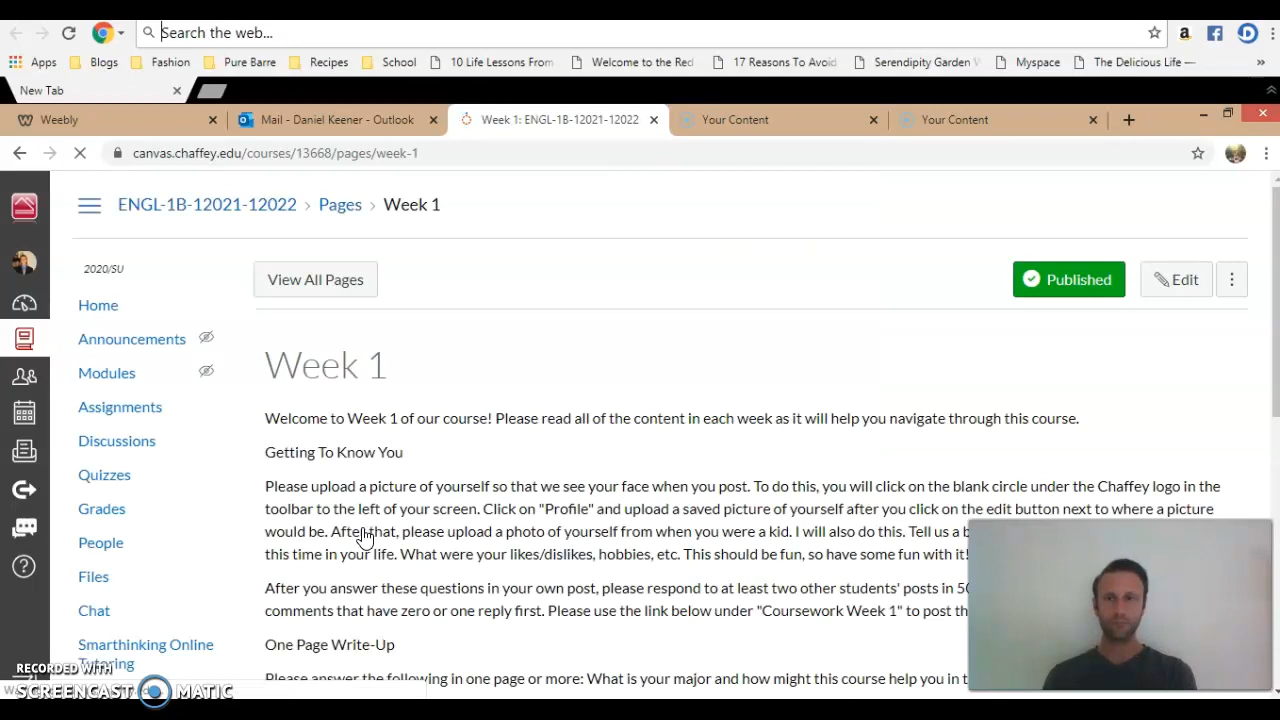 Search the web...
Apps Blogs Fashion Pure Barre Recipes School 10 Life Lessons From Welcome to the Red 17 Reasons To Avoid Serendipity Garden Myspace The Delicious Life — »
New Tab
Weebly Mail - Daniel Keener - Outlook Week 1: ENGL-1B-12021-12022 Your Content Your Content
canvas.chaffey.edu/courses/13668/pages/week-1
ENGL-1B-12021-12022 > Pages > Week 1
2020/SU
View All Pages
Published
Edit
Home
Announcements
Modules
Assignments
Discussions
Quizzes
Grades
People
Files
Chat
Smarthinking Online
Tutoring
Week 1
Welcome to Week 1 of our course! Please read all of the content in each week as it will help you navigate through this course.
Getting To Know You
Please upload a picture of yourself so that we see your face when you post. To do this, you will click on the blank circle under the Chaffey logo in the
toolbar to the left of your screen. Click on "Profile" and upload a saved picture of yourself after you click on the edit button next to where a picture
would be. After that, please upload a photo of yourself from when you were a kid. I will also do this. Tell us a
this time in your life. What were your likes/dislikes, hobbies, etc. This should be fun, so have some fun with it!
After you answer these questions in your own post, please respond to at least two other students' posts in
comments that have zero or one reply first. Please use the link below under "Coursework Week 1" to post
One Page Write-Up
Please answer the following in one page or more: What is your major and how might this course help you in
RECORDED WITH
SCREENCAST MATIC